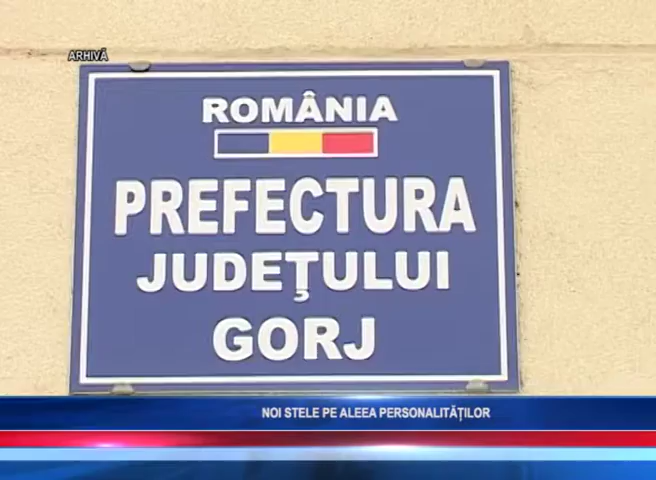 ARHIVĂ
ROMÂNIA
PREFECTURA
JUDEŢULUI
GORJ
NOI STELE PE ALEEA PERSONALITĂŢILOR